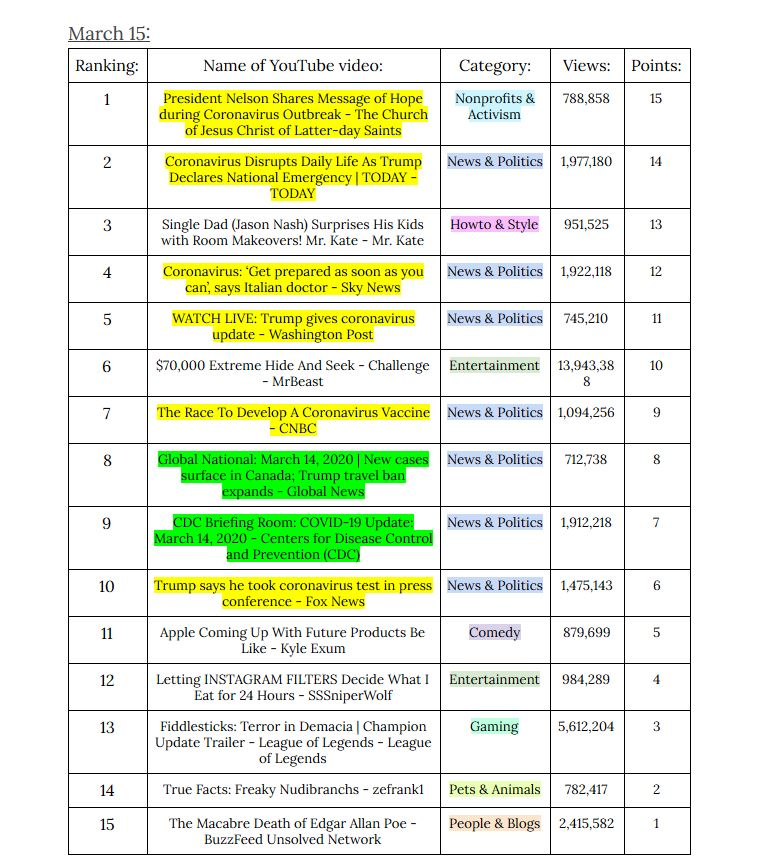 March 15:
Ranking: Name of YouTube video: Category: Views: Points:
1 President Nelson Shares Message of Hope Nonprofits & 788,858 15
during Coronavirus Outbreak - The Church Activism
of Jesus Christ of Latter-day Saints
2 Coronavirus Disrupts Daily Life As Trump News & Politics 1,977,180 14
Declares National Emergency | TODAY -
TODAY
3 Single Dad (Jason Nash) Surprises His Kids Howto & Style 951,525 13
with Room Makeovers! Mr. Kate - Mr. Kate
4 Coronavirus: ‘Get prepared as soon as you News & Politics 1,922,118 12
can’, says Italian doctor - Sky News
5 WATCH LIVE: Trump gives coronavirus News & Politics 745,210 11
update - Washington Post
6 $70,000 Extreme Hide And Seek - Challenge Entertainment 13,943,38 10
- MrBeast 8
7 The Race To Develop A Coronavirus Vaccine News & Politics 1,094,256 9
- CNBC
8 Global National: March 14, 2020 | New cases News & Politics 712,738 8
surface in Canada; Trump travel ban
expands - Global News
9 CDC Briefing Room: COVID-19 Update: News & Politics 1,912,218 7
March 14, 2020 - Centers for Disease Control
and Prevention (CDC)
10 Trump says he took coronavirus test in press News & Politics 1,475,143 6
conference - Fox News
11 Apple Coming Up With Future Products Be Comedy 879,699 5
Like - Kyle Exum
12 Letting INSTAGRAM FILTERS Decide What I Entertainment 984,289 4
Eat for 24 Hours - SSSniperWolf
13 Fiddlesticks: Terror in Demacia | Champion Gaming 5,612,204 3
Update Trailer - League of Legends - League
of Legends
14 True Facts: Freaky Nudibranchs - zefrank1 Pets & Animals 782,417 2
15 The Macabre Death of Edgar Allan Poe - People & Blogs 2,415,582 1
BuzzFeed Unsolved Network